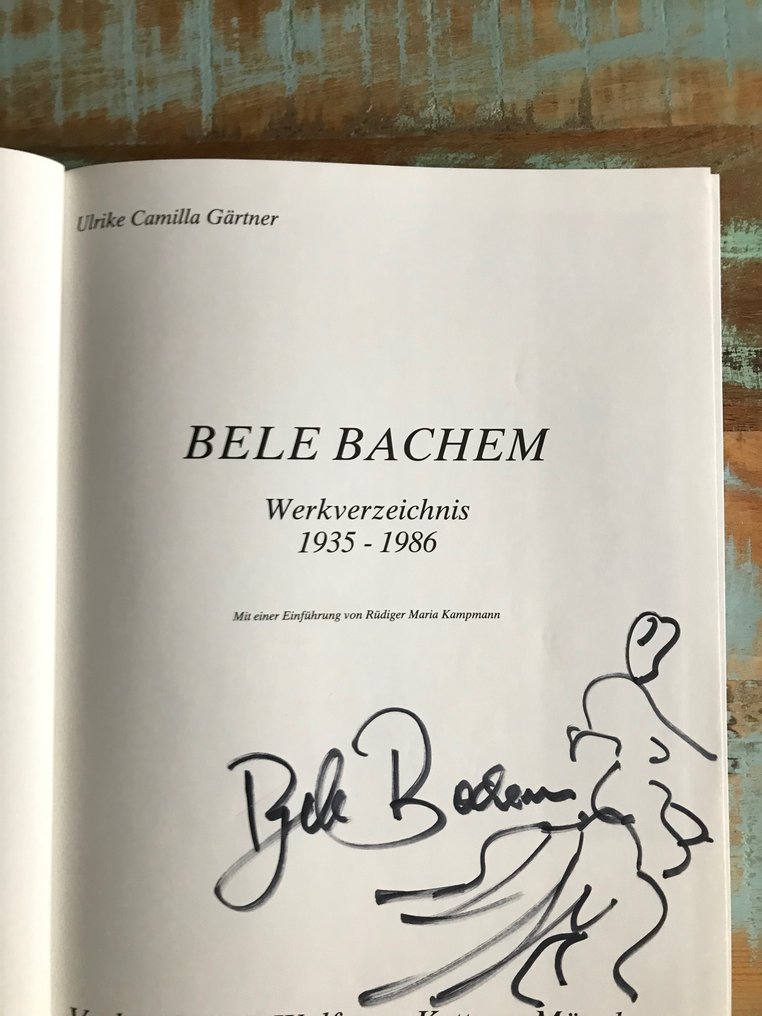 Ulrike Camilla Gärtner
BELE BACHEM
Werkverzeichnis
1935 - 1986
Mit einer Einführung von Rüdiger Maria Kampmann
Bele Bachem